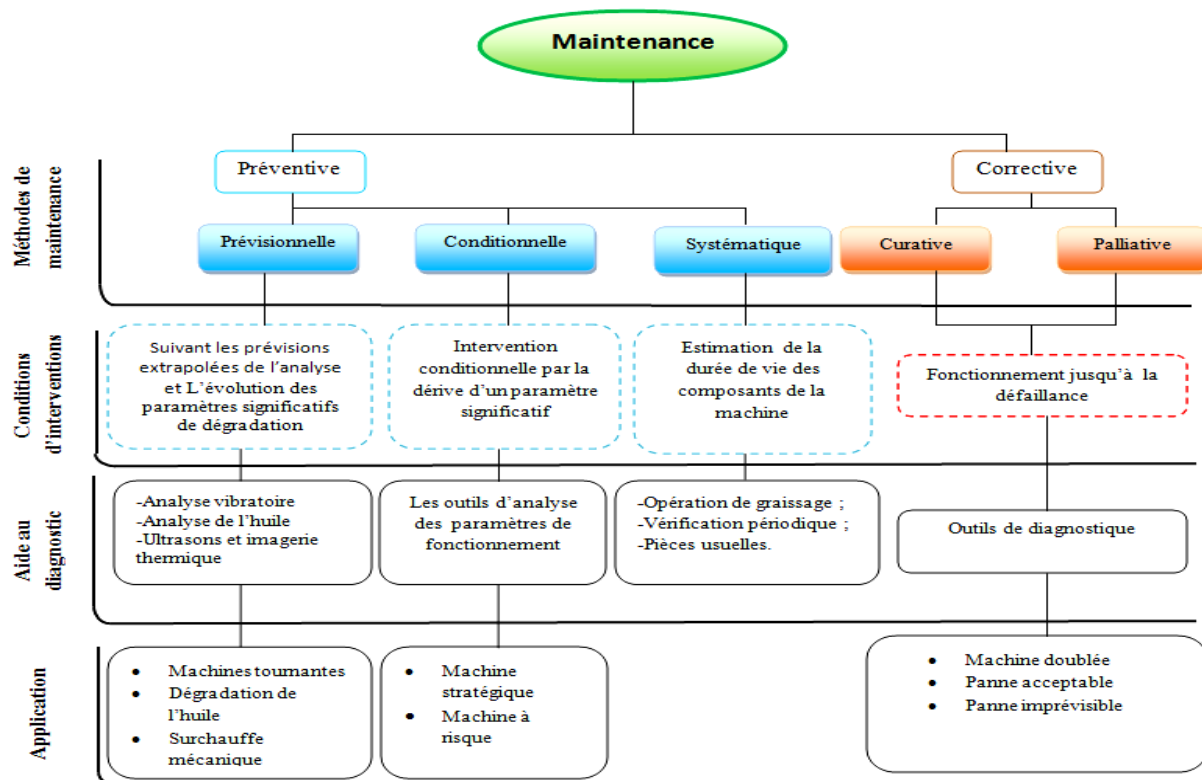 Maintenance
Méthodes de
maintenance
Préventive
Corrective
Prévisionnelle
Conditionnelle
Systématique
Curative
Palliative
Conditions
d'interventions
Suivant les prévisions
extrapolées de l'analyse
et L'évolution des
paramètres significatifs
de dégradation
Intervention
conditionnelle par la
dérive d'un paramètre
significatif
Estimation de la
durée de vie des
composants de la
machine
Fonctionnement jusqu'à la
défaillance
Aide au
diagnostic
-Analyse vibratoire
-Analyse de l'huile
-Ultrasons et imagerie
thermique
Les outils d'analyse
des paramètres de
fonctionnement
-Opération de graissage ;
-Vérification périodique ;
-Pièces usuelles.
Outils de diagnostique
Application
• Machines tournantes
• Dégradation de
l'huile
• Surchauffe
mécanique
• Machine
stratégique
• Machine à
risque
• Machine doublée
• Panne acceptable
• Panne imprévisible